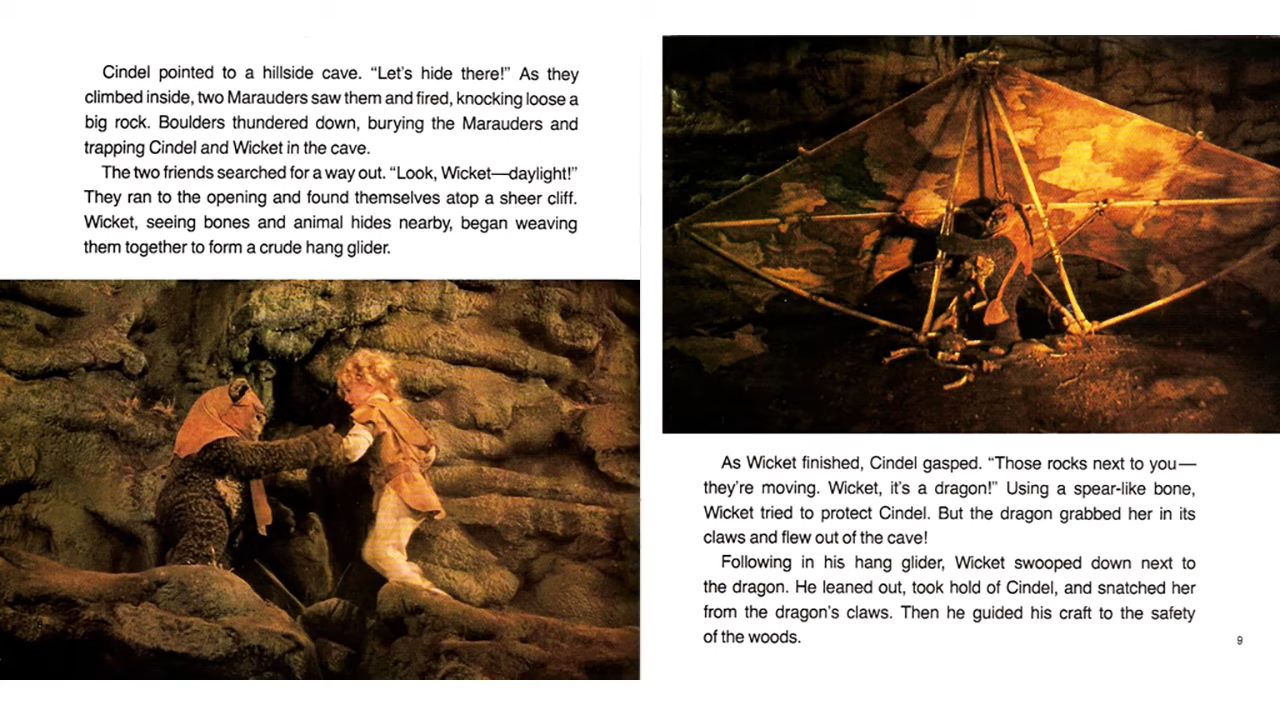 Cindel pointed to a hillside cave. “Let’s hide there!” As they
climbed inside, two Marauders saw them and fired, knocking loose a
big rock. Boulders thundered down, burying the Marauders and
trapping Cindel and Wicket in the cave.
The two friends searched for a way out. “Look, Wicket—daylight!”
They ran to the opening and found themselves atop a sheer cliff.
Wicket, seeing bones and animal hides nearby, began weaving
them together to form a crude hang glider.
As Wicket finished, Cindel gasped. “Those rocks next to you—
they’re moving. Wicket, it’s a dragon!” Using a spear-like bone,
Wicket tried to protect Cindel. But the dragon grabbed her in its
claws and flew out of the cave!
Following in his hang glider, Wicket swooped down next to
the dragon. He leaned out, took hold of Cindel, and snatched her
from the dragon’s claws. Then he guided his craft to the safety
of the woods.
9